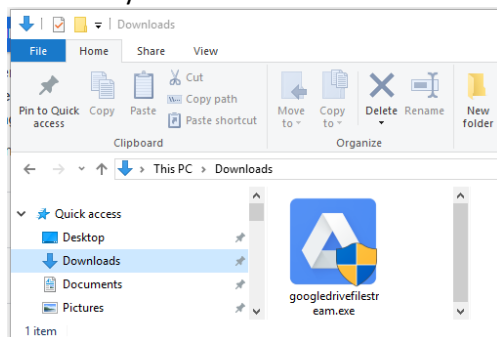 Downloads
File Home Share View
Pin to Quick access
Copy
Paste
Cut
Copy path
Paste shortcut
Move to
Copy to
Delete
Rename
New folder
Clipboard
Organize
This PC > Downloads
Quick access
Desktop
Downloads
Documents
Pictures
googledrivefilestr
eam.exe
1 item